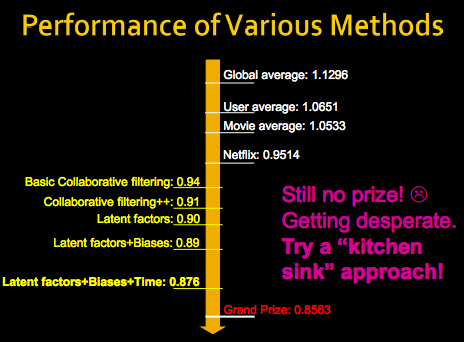 Performance of Various Methods
Global average: 1.1296
User average: 1.0651
Movie average: 1.0533
Netflix: 0.9514
Basic Collaborative filtering: 0.94
Collaborative filtering++: 0.91
Latent factors: 0.90
Latent factors+Biases: 0.89
Latent factors+Biases+Time: 0.876
Still no prize! ☹
Getting desperate.
Try a “kitchen
sink” approach!
Grand Prize: 0.8563